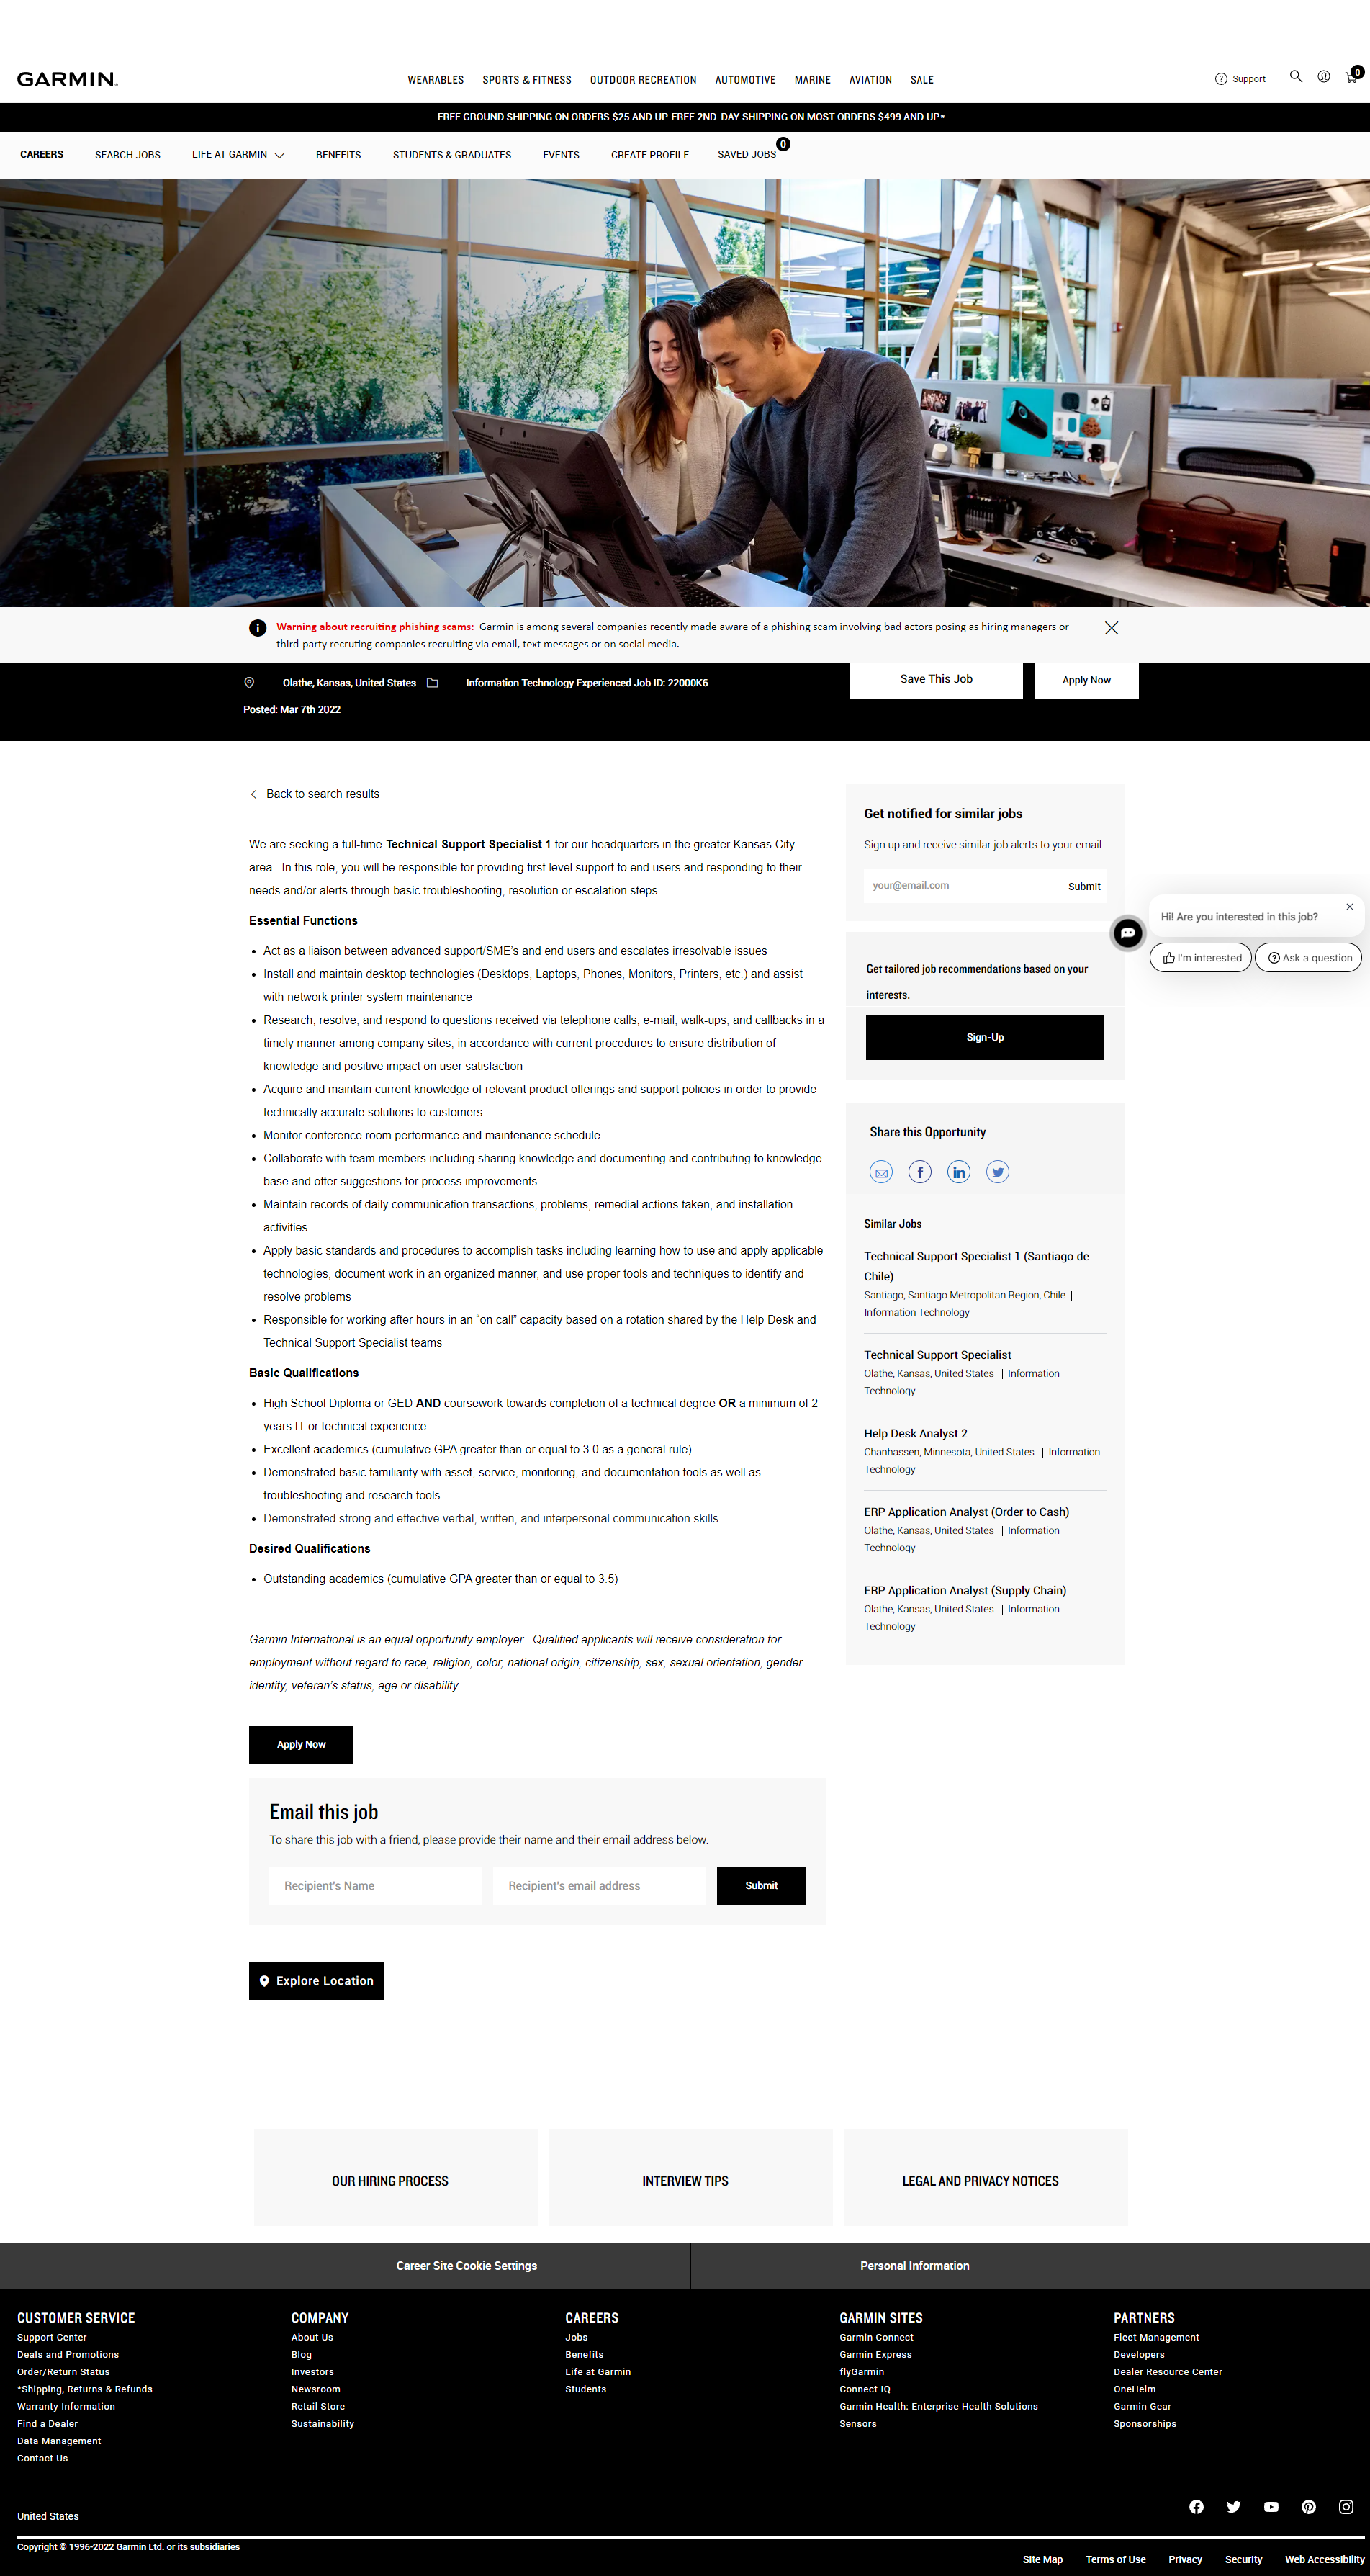 GARMIN
WEARABLES SPORTS & FITNESS OUTDOOR RECREATION AUTOMOTIVE MARINE AVIATION SALE
Support
0
FREE GROUND SHIPPING ON ORDERS $25 AND UP. FREE 2ND-DAY SHIPPING ON MOST ORDERS $499 AND UP.*
CAREERS SEARCH JOBS LIFE AT GARMIN BENEFITS STUDENTS & GRADUATES EVENTS CREATE PROFILE SAVED JOBS 0
Warning about recruiting phishing scams: Garmin is among several companies recently made aware of a phishing scam involving bad actors posing as hiring managers or
third-party recruting companies recruiting via email, text messages or on social media.
Olathe, Kansas, United States Information Technology Experienced Job ID: 22000K6
Posted: Mar 7th 2022
Save This Job
Apply Now
Back to search results
We are seeking a full-time Technical Support Specialist 1 for our headquarters in the greater Kansas City
area. In this role, you will be responsible for providing first level support to end users and responding to their
needs and/or alerts through basic troubleshooting, resolution or escalation steps.
Essential Functions
• Act as a liaison between advanced support/SME's and end users and escalates irresolvable issues
• Install and maintain desktop technologies (Desktops, Laptops, Phones, Monitors, Printers, etc.) and assist
with network printer system maintenance
• Research, resolve, and respond to questions received via telephone calls, e-mail, walk-ups, and callbacks in a
timely manner among company sites, in accordance with current procedures to ensure distribution of
knowledge and positive impact on user satisfaction
• Acquire and maintain current knowledge of relevant product offerings and support policies in order to provide
technically accurate solutions to customers
• Monitor conference room performance and maintenance schedule
• Collaborate with team members including sharing knowledge and documenting and contributing to knowledge
base and offer suggestions for process improvements
• Maintain records of daily communication transactions, problems, remedial actions taken, and installation
activities
• Apply basic standards and procedures to accomplish tasks including learning how to use and apply applicable
technologies, document work in an organized manner, and use proper tools and techniques to identify and
resolve problems
• Responsible for working after hours in an “on call” capacity based on a rotation shared by the Help Desk and
Technical Support Specialist teams
Basic Qualifications
• High School Diploma or GED AND coursework towards completion of a technical degree OR a minimum of 2
years IT or technical experience
• Excellent academics (cumulative GPA greater than or equal to 3.0 as a general rule)
• Demonstrated basic familiarity with asset, service, monitoring, and documentation tools as well as
troubleshooting and research tools
• Demonstrated strong and effective verbal, written, and interpersonal communication skills
Desired Qualifications
• Outstanding academics (cumulative GPA greater than or equal to 3.5)
Garmin International is an equal opportunity employer. Qualified applicants will receive consideration for
employment without regard to race, religion, color, national origin, citizenship, sex, sexual orientation, gender
identity, veteran's status, age or disability.
Apply Now
Email this job
To share this job with a friend, please provide their name and their email address below.
Recipient's Name
Recipient's email address
Submit
Explore Location
Get notified for similar jobs
Sign up and receive similar job alerts to your email
your@email.com
Submit
Get tailored job recommendations based on your
interests.
Sign-Up
Share this Opportunity
Similar Jobs
Technical Support Specialist 1 (Santiago de
Chile)
Santiago, Santiago Metropolitan Region, Chile |
Information Technology
Technical Support Specialist
Olathe, Kansas, United States | Information
Technology
Help Desk Analyst 2
Chanhassen, Minnesota, United States | Information
Technology
ERP Application Analyst (Order to Cash)
Olathe, Kansas, United States | Information
Technology
ERP Application Analyst (Supply Chain)
Olathe, Kansas, United States | Information
Technology
Hi! Are you interested in this job?
I'm interested
Ask a question
OUR HIRING PROCESS
INTERVIEW TIPS
LEGAL AND PRIVACY NOTICES
Career Site Cookie Settings
Personal Information
CUSTOMER SERVICE
Support Center
Deals and Promotions
Order/Return Status
*Shipping, Returns & Refunds
Warranty Information
Find a Dealer
Data Management
Contact Us
COMPANY
About Us
Blog
Investors
Newsroom
Retail Store
Sustainability
CAREERS
Jobs
Benefits
Life at Garmin
Students
GARMIN SITES
Garmin Connect
Garmin Express
flyGarmin
Connect IQ
Garmin Health: Enterprise Health Solutions
Sensors
PARTNERS
Fleet Management
Developers
Dealer Resource Center
OneHelm
Garmin Gear
Sponsorships
United States
Copyright © 1996-2022 Garmin Ltd. or its subsidiaries
Site Map Terms of Use Privacy Security Web Accessibility